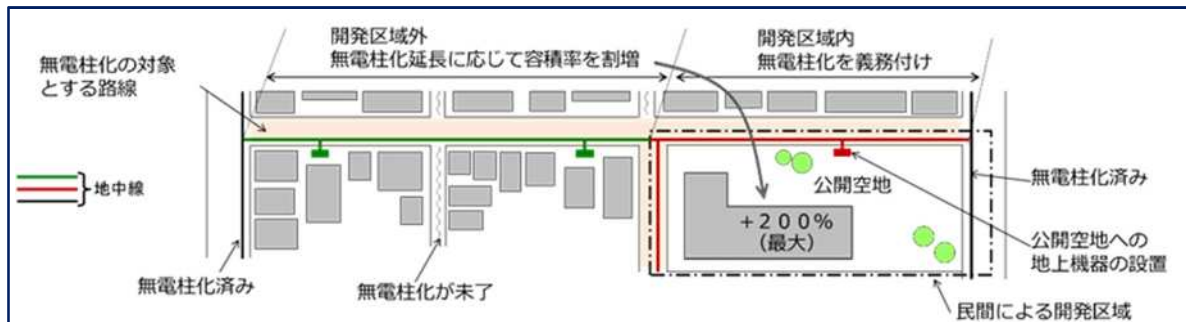 開発区域外
無電柱化延長に応じて容積率を割増
開発区域内
無電柱化を義務付け
無電柱化の対象
とする路線
地中線
公開空地
+200%
(最大)
無電柱化済み
公開空地への
地上機器の設置
無電柱化済み
無電柱化が未了
民間による開発区域